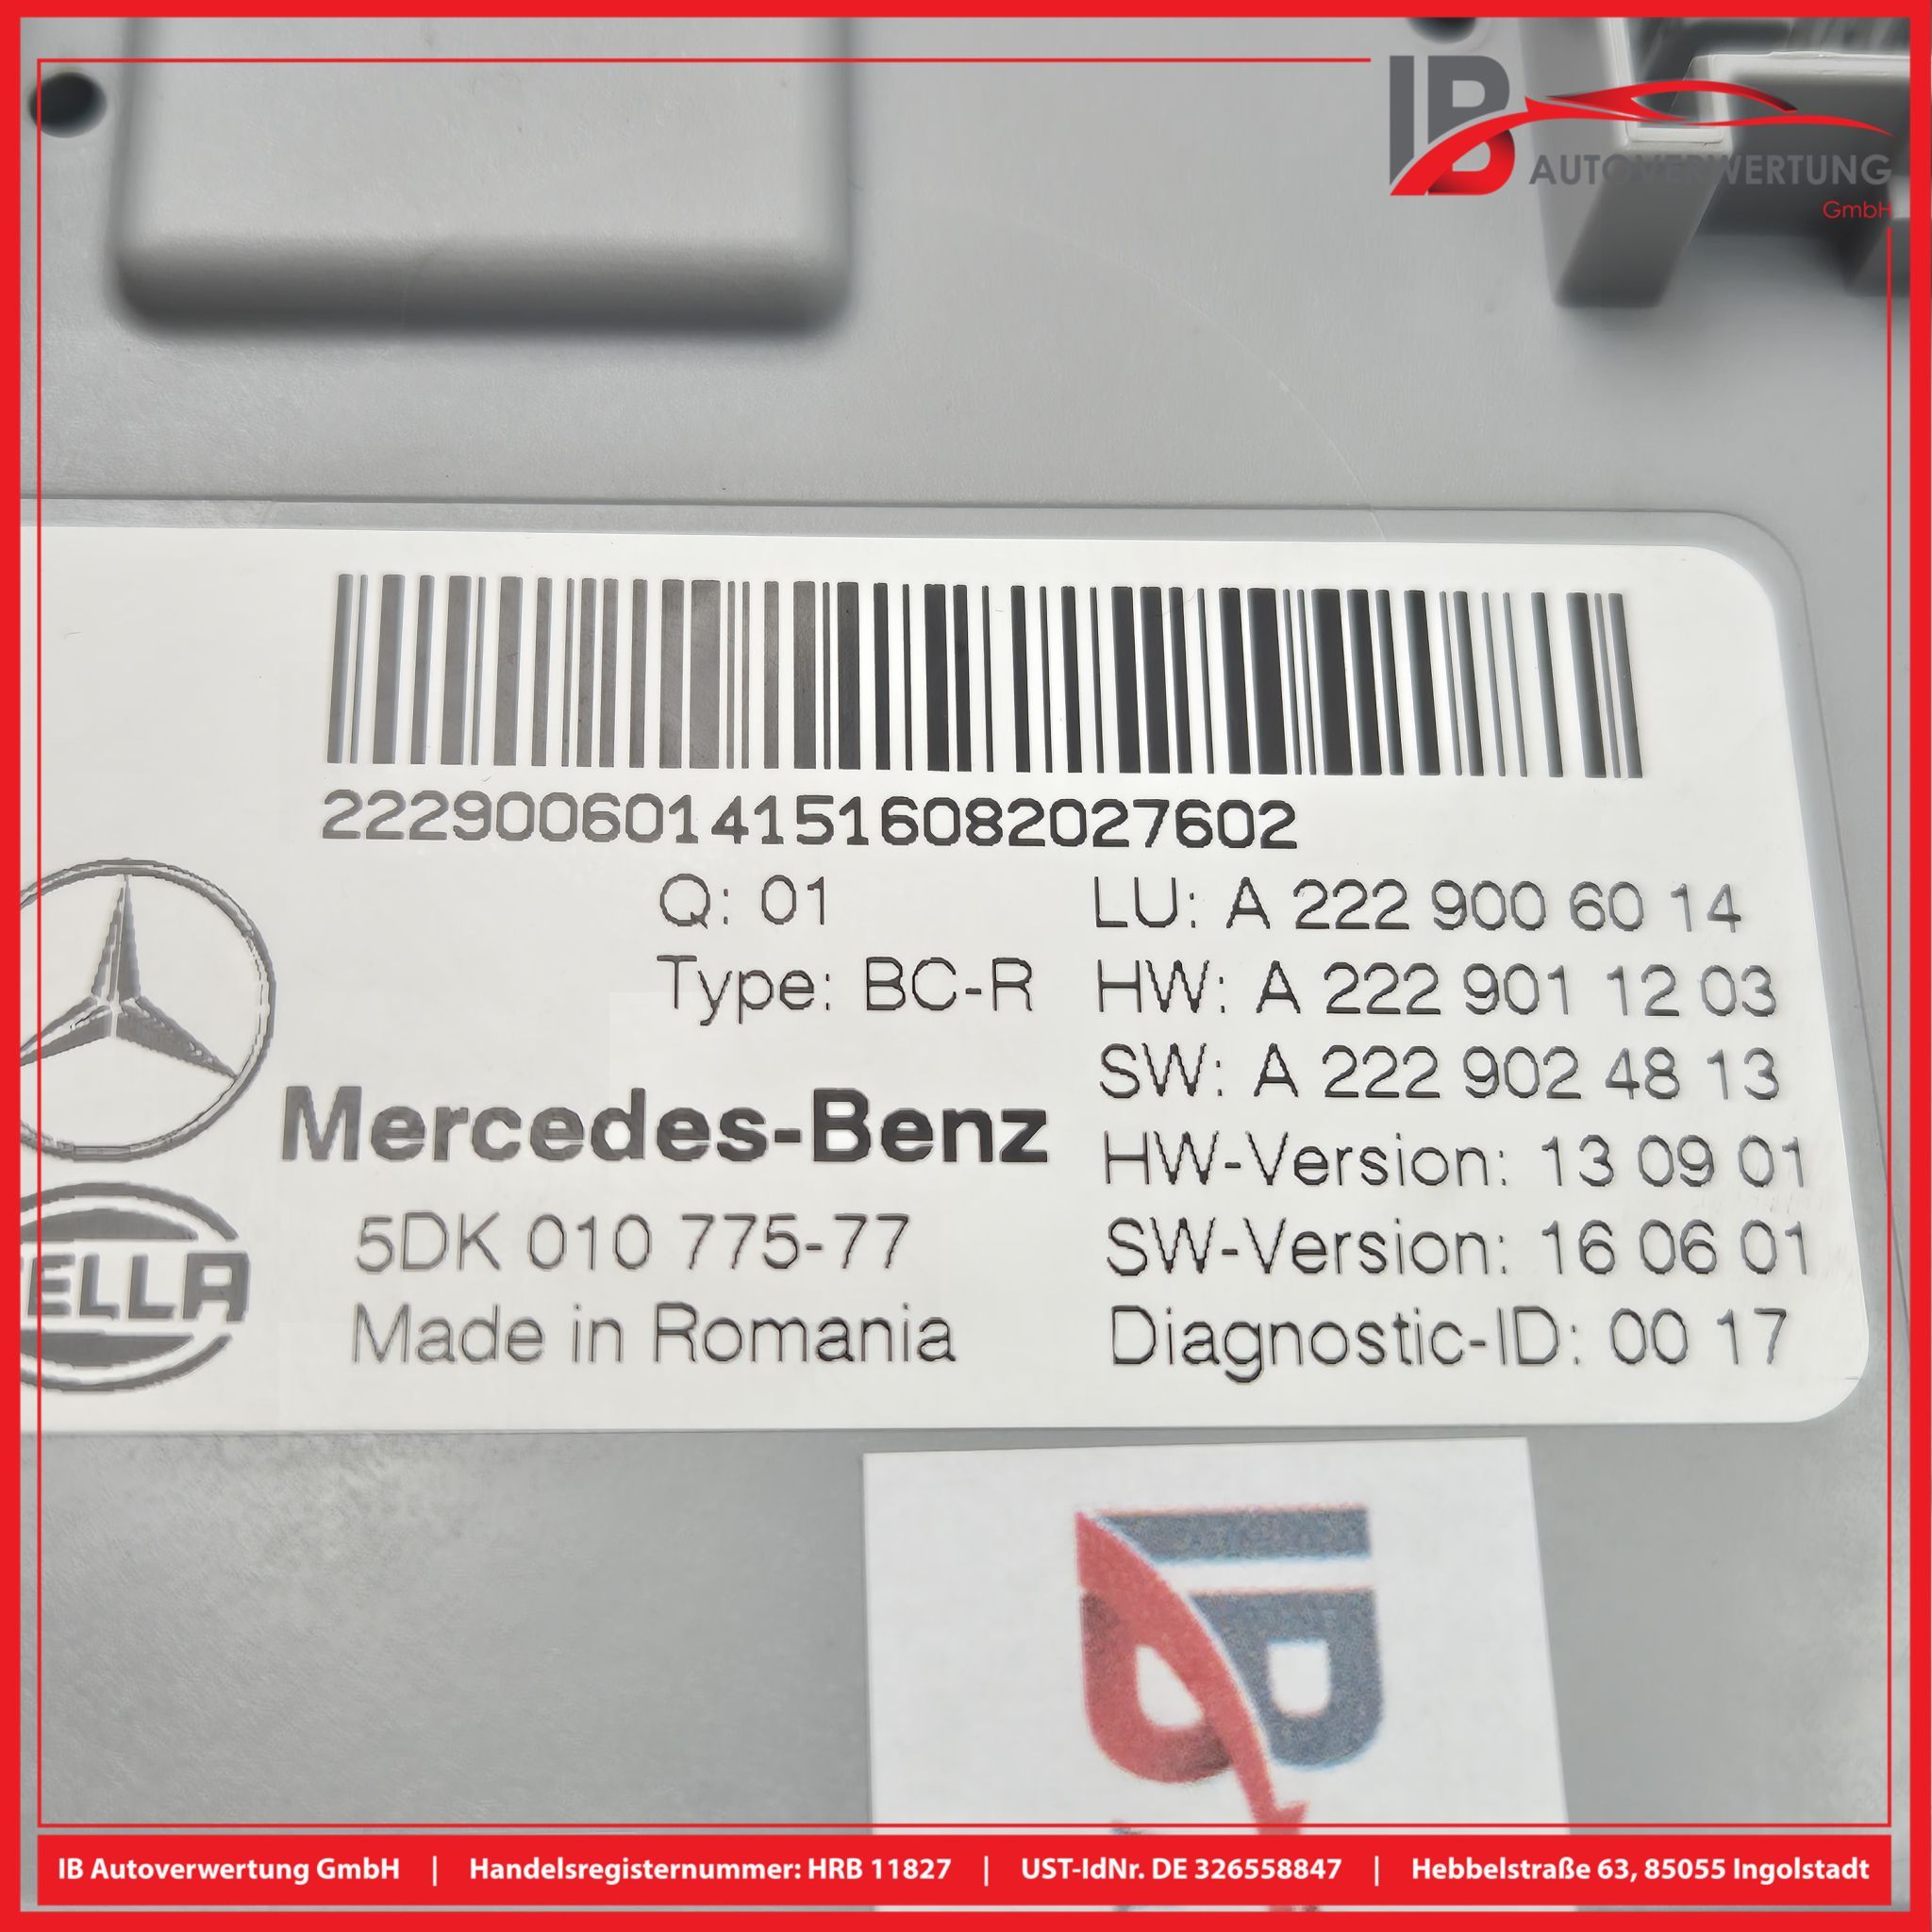 IB
AUTOVERWERTUNG
GmbH
22290060141516082027602
Q: 01
LU: A 222 900 60 14
Type: BC-R
HW: A 222 901 12 03
SW: A 222 902 48 13
Mercedes-Benz
HW-Version: 13 09 01
5DK 010 775-77
SW-Version: 16 06 01
ELLA
Made in Romania
Diagnostic-ID: 00 17
IB
IB Autoverwertung GmbH | Handelsregisternummer: HRB 11827 | UST-IdNr. DE 326558847 | Hebbelstraße 63, 85055 Ingolstadt